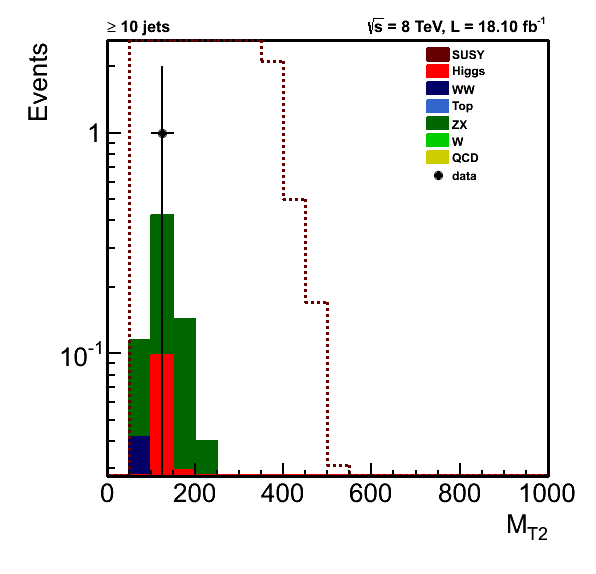 ≥ 10 jets
√s = 8 TeV, L = 18.10 fb⁻¹
Events
SUSY
Higgs
WW
Top
ZX
W
QCD
data
1
10⁻¹
0 200 400 600 800 1000
M_T2